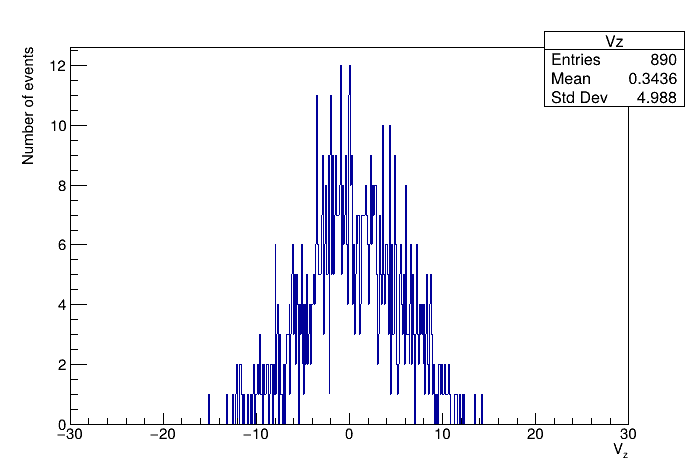 Vz
Entries 890
Mean 0.3436
Std Dev 4.988
Number of events
12
10
8
6
4
2
0
−30 −20 −10 0 10 20 30
Vz